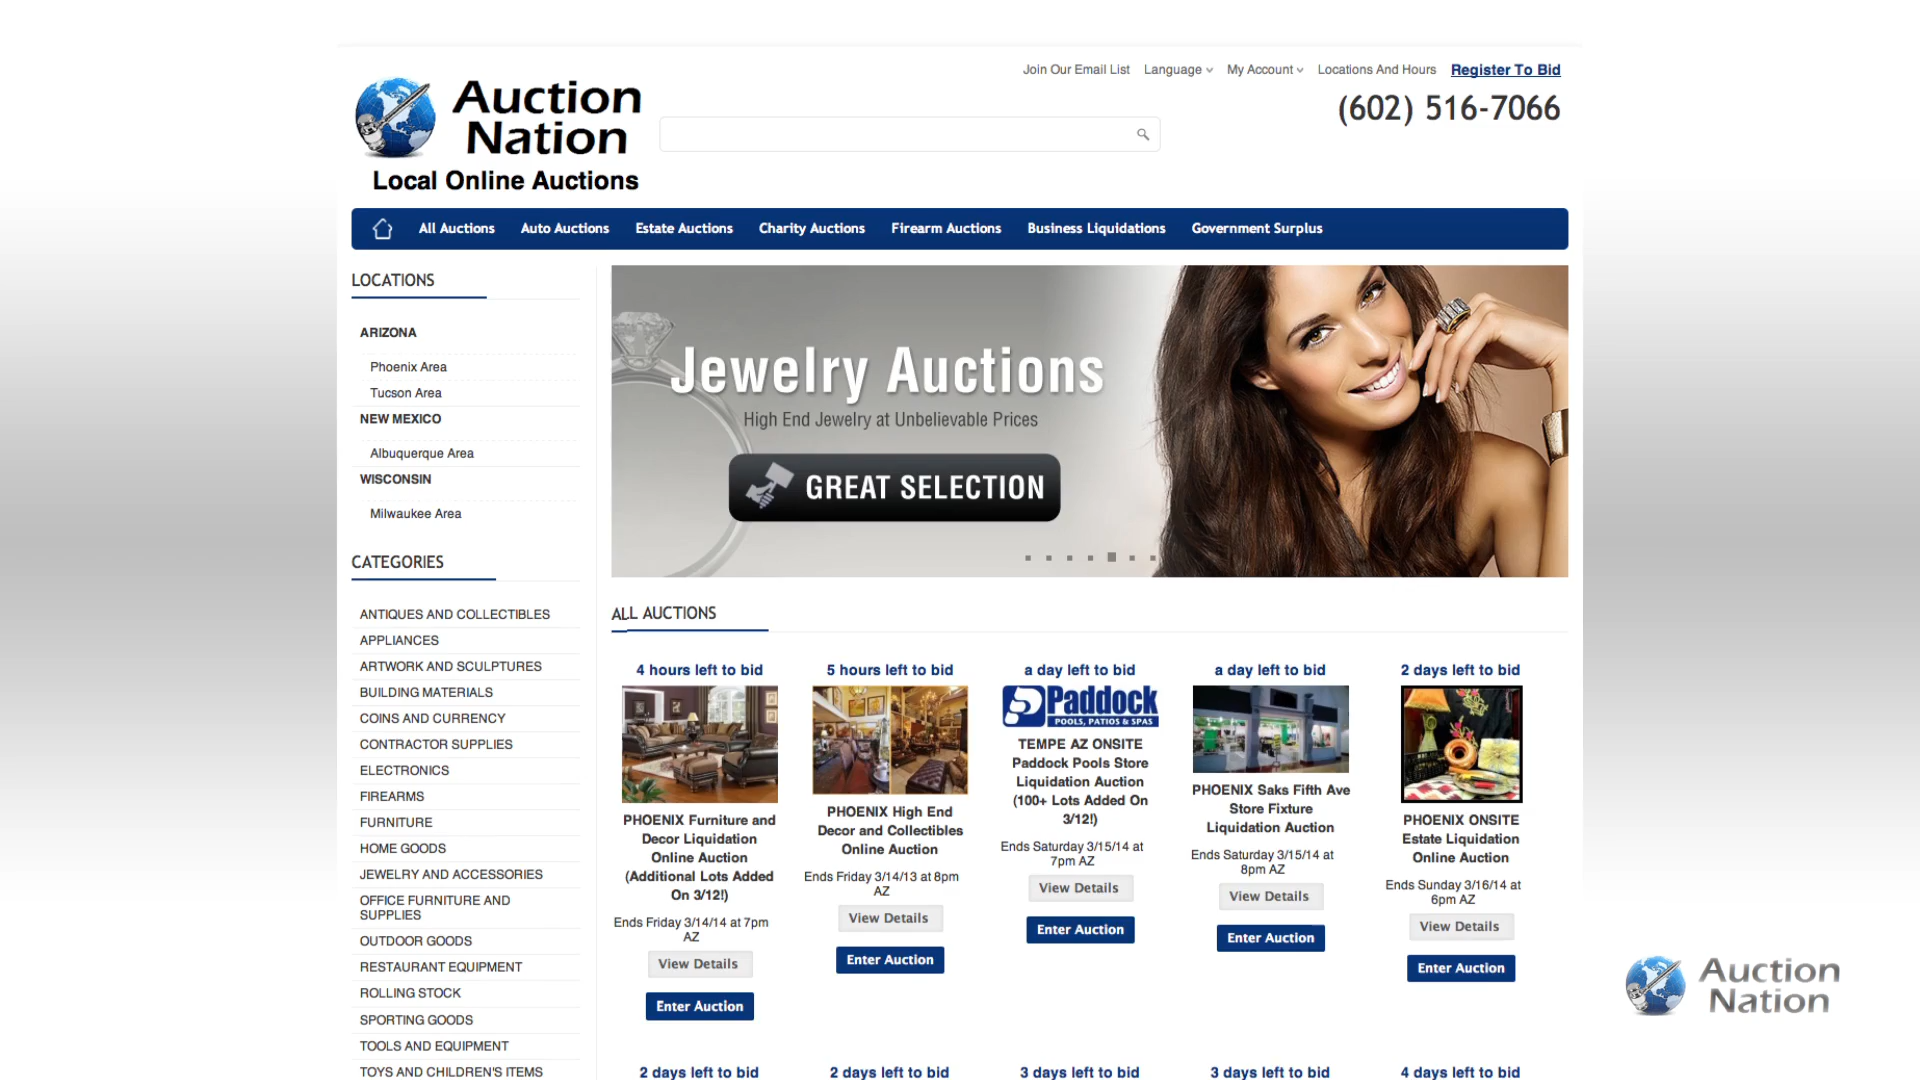 Join Our Email List Language My Account Locations And Hours Register To Bid
(602) 516-7066
Auction
Nation
Local Online Auctions
All Auctions Auto Auctions Estate Auctions Charity Auctions Firearm Auctions Business Liquidations Government Surplus
LOCATIONS
ARIZONA
Phoenix Area
Tucson Area
NEW MEXICO
Albuquerque Area
WISCONSIN
Milwaukee Area
CATEGORIES
ANTIQUES AND COLLECTIBLES
APPLIANCES
ARTWORK AND SCULPTURES
BUILDING MATERIALS
COINS AND CURRENCY
CONTRACTOR SUPPLIES
ELECTRONICS
FIREARMS
FURNITURE
HOME GOODS
JEWELRY AND ACCESSORIES
OFFICE FURNITURE AND
SUPPLIES
OUTDOOR GOODS
RESTAURANT EQUIPMENT
ROLLING STOCK
SPORTING GOODS
TOOLS AND EQUIPMENT
TOYS AND CHILDREN'S ITEMS
Jewelry Auctions
High End Jewelry at Unbelievable Prices
GREAT SELECTION
ALL AUCTIONS
4 hours left to bid
PHOENIX Furniture and
Decor Liquidation
Online Auction
(Additional Lots Added
On 3/12!)
Ends Friday 3/14/14 at 7pm
AZ
View Details
Enter Auction
5 hours left to bid
PHOENIX High End
Decor and Collectibles
Online Auction
Ends Friday 3/14/13 at 8pm
AZ
View Details
Enter Auction
a day left to bid
Paddock
POOLS, PATIOS & SPAS
TEMPE AZ ONSITE
Paddock Pools Store
Liquidation Auction
(100+ Lots Added On
3/12!)
Ends Saturday 3/15/14 at
7pm AZ
View Details
Enter Auction
a day left to bid
PHOENIX Saks Fifth Ave
Store Fixture
Liquidation Auction
Ends Saturday 3/15/14 at
8pm AZ
View Details
Enter Auction
2 days left to bid
PHOENIX ONSITE
Estate Liquidation
Online Auction
Ends Sunday 3/16/14 at
6pm AZ
View Details
Enter Auction
2 days left to bid
2 days left to bid
3 days left to bid
3 days left to bid
4 days left to bid
Auction
Nation